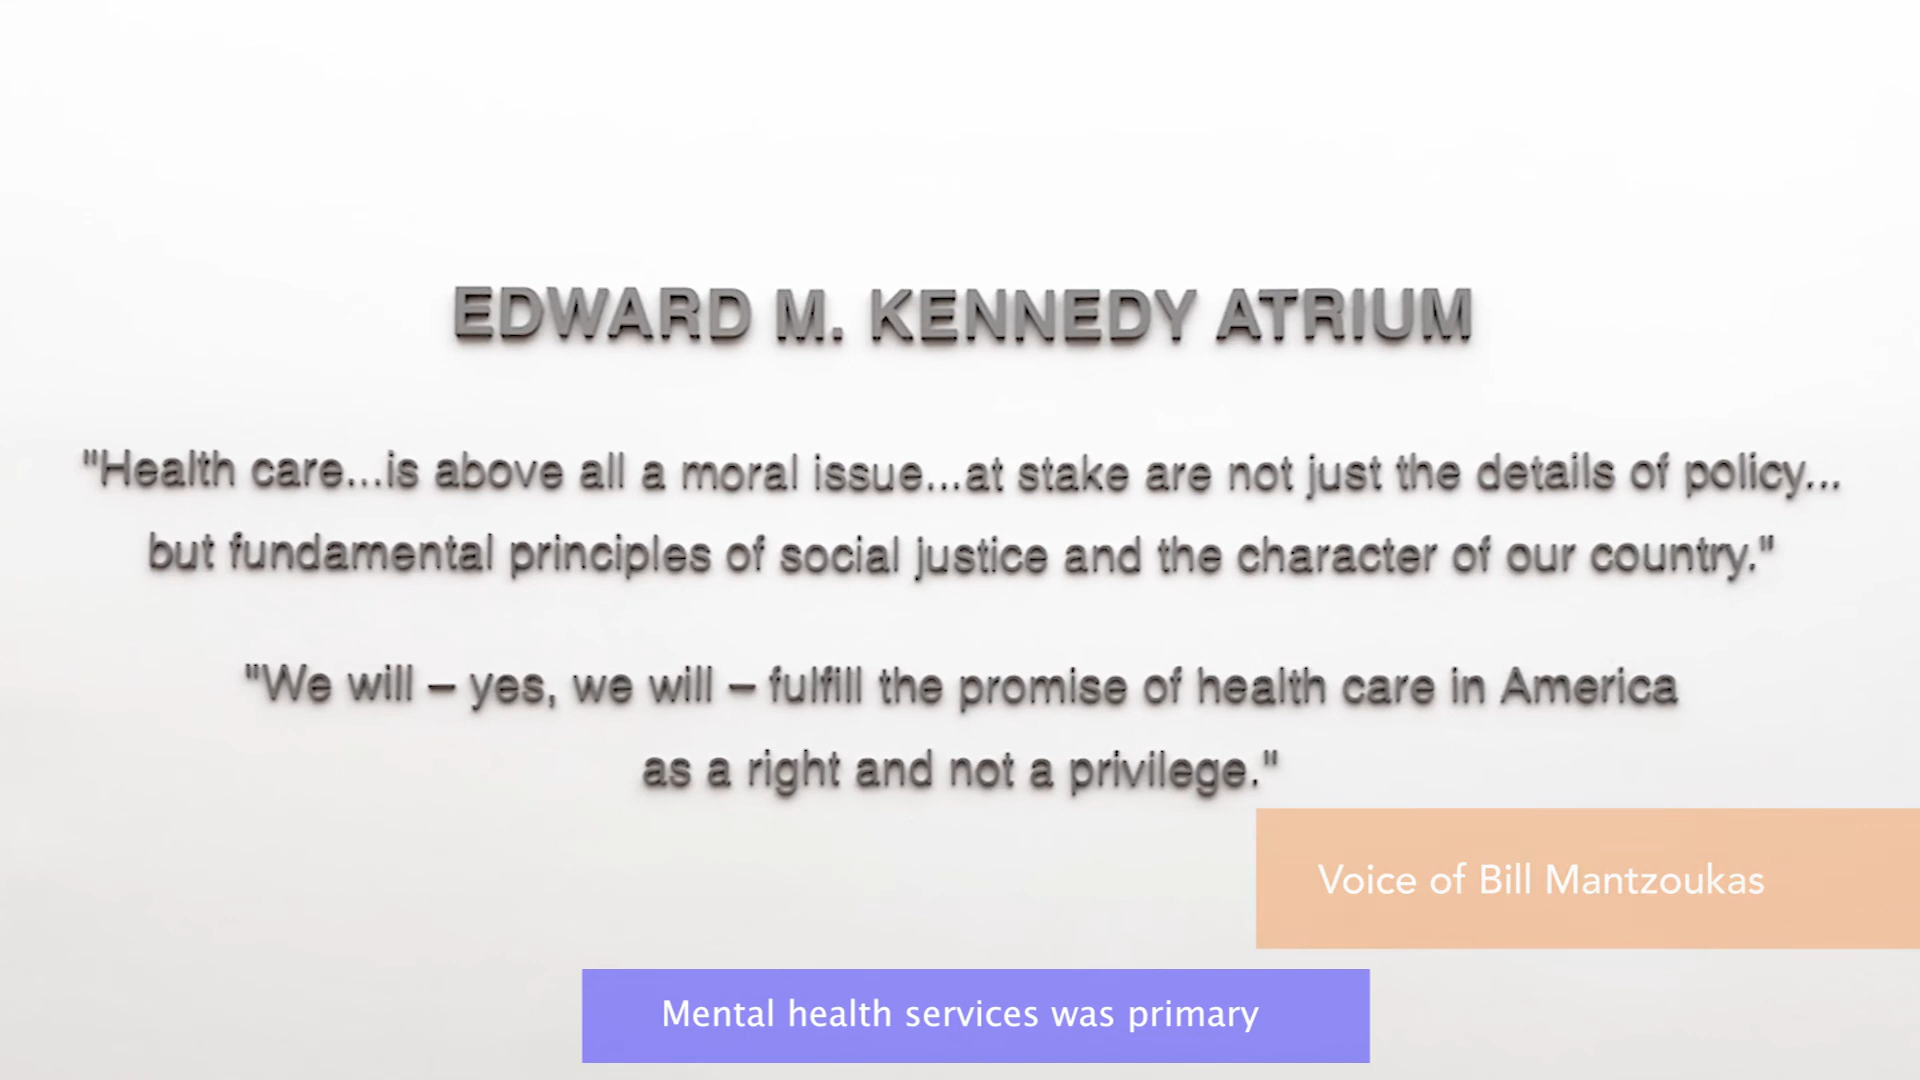 EDWARD M. KENNEDY ATRIUM
"Health care...is above all a moral issue...at stake are not just the details of policy...
but fundamental principles of social justice and the character of our country."
"We will – yes, we will – fulfill the promise of health care in America
as a right and not a privilege."
Voice of Bill Mantzoukas
Mental health services was primary